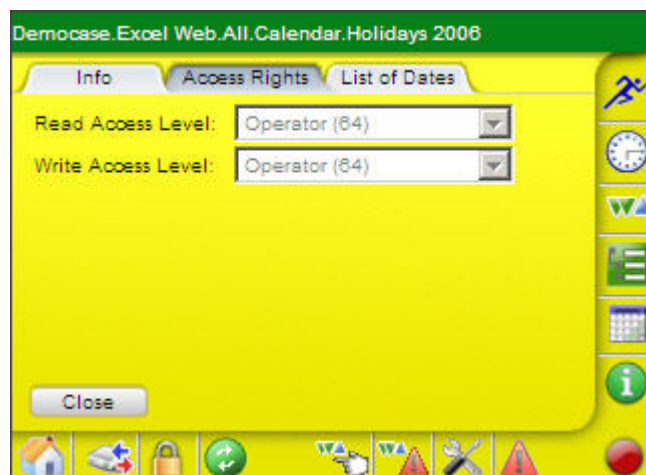 Democase.Excel Web.All.Calendar.Holidays 2006
Info Access Rights List of Dates
Read Access Level: Operator (64)
Write Access Level: Operator (64)
Close